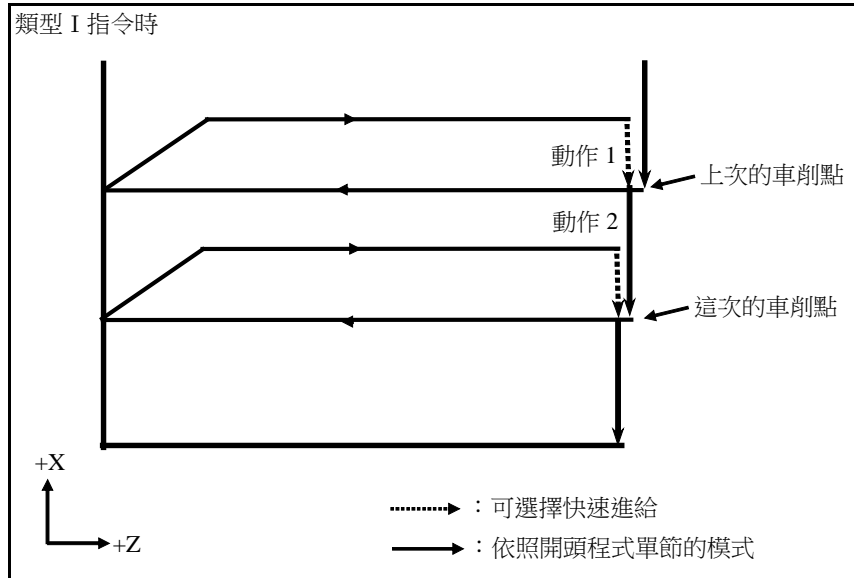 類型 I 指令時
動作 1
上次的車削點
動作 2
這次的車削點
+X
+Z
：可選擇快速進給
：依照開頭程式單節的模式